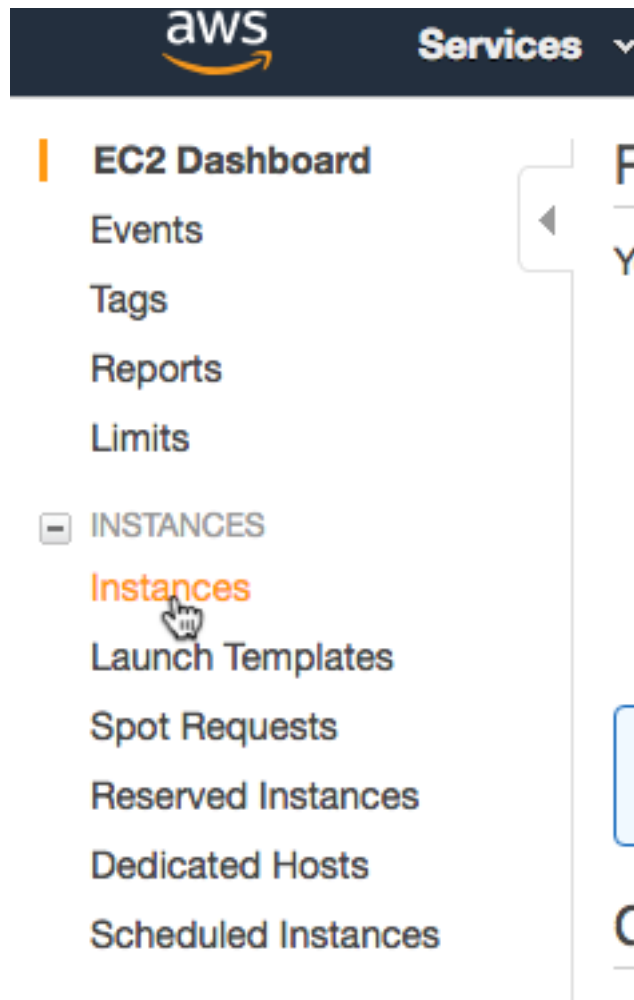 aws
Services
EC2 Dashboard
Events
Tags
Reports
Limits
INSTANCES
Instances
Launch Templates
Spot Requests
Reserved Instances
Dedicated Hosts
Scheduled Instances